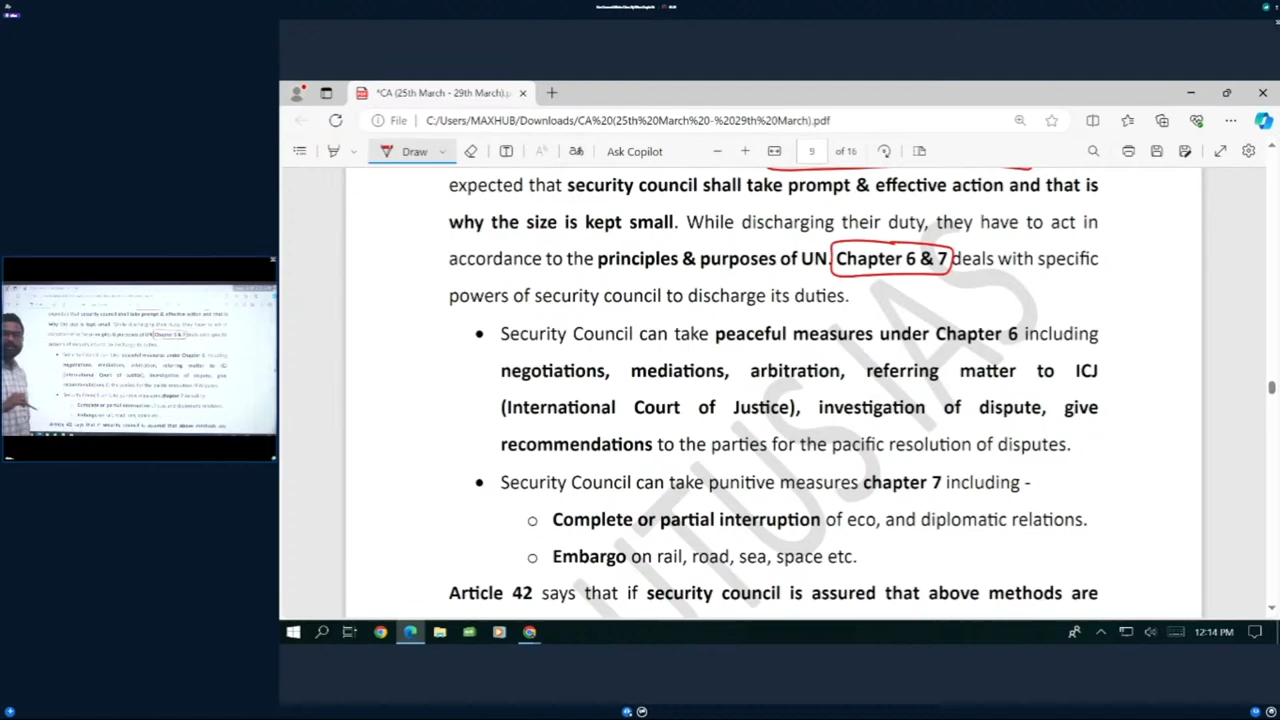 *CA (25th March - 29th March).p
File C:/Users/MAXHUB/Downloads/CA%20(25th%20March%20-%2029th%20March).pdf
Draw Ask Copilot 9 of 16
expected that security council shall take prompt & effective action and that is
why the size is kept small. While discharging their duty, they have to act in
accordance to the principles & purposes of UN. Chapter 6 & 7 deals with specific
powers of security council to discharge its duties.
• Security Council can take peaceful measures under Chapter 6 including
negotiations, mediations, arbitration, referring matter to ICJ
(International Court of Justice), investigation of dispute, give
recommendations to the parties for the pacific resolution of disputes.
• Security Council can take punitive measures chapter 7 including -
o Complete or partial interruption of eco, and diplomatic relations.
o Embargo on rail, road, sea, space etc.
Article 42 says that if security council is assured that above methods are
12:14 PM